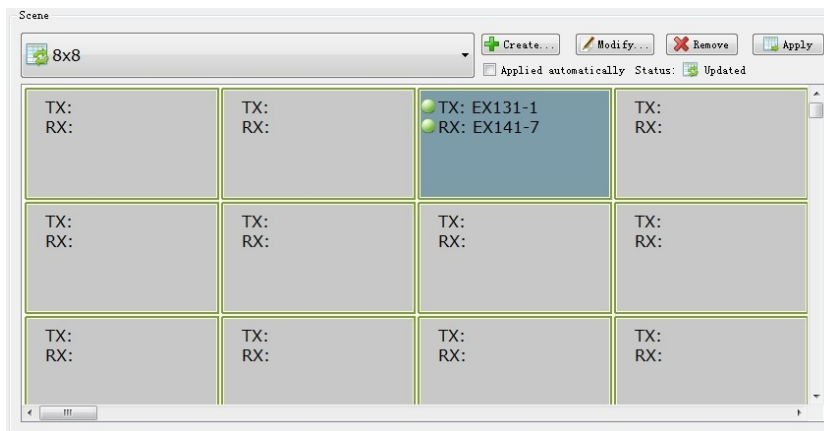 Scene
8x8
Create... Modify... Remove Apply
Applied automatically Status: Updated
TX: TX: TX: EX131-1 TX:
RX: RX: RX: EX141-7 RX:
TX: TX: TX: TX:
RX: RX: RX: RX:
TX: TX: TX: TX:
RX: RX: RX: RX: